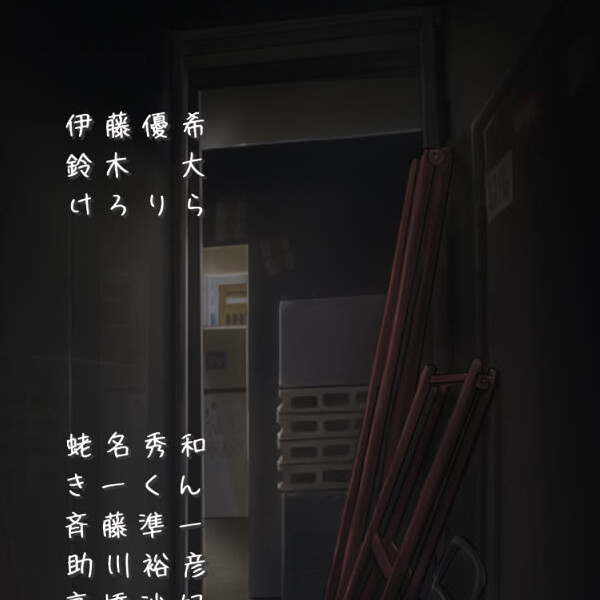 伊藤優希
鈴木　大
けろりら
蛯名秀和
きーくん
斉藤準一
助川裕彦